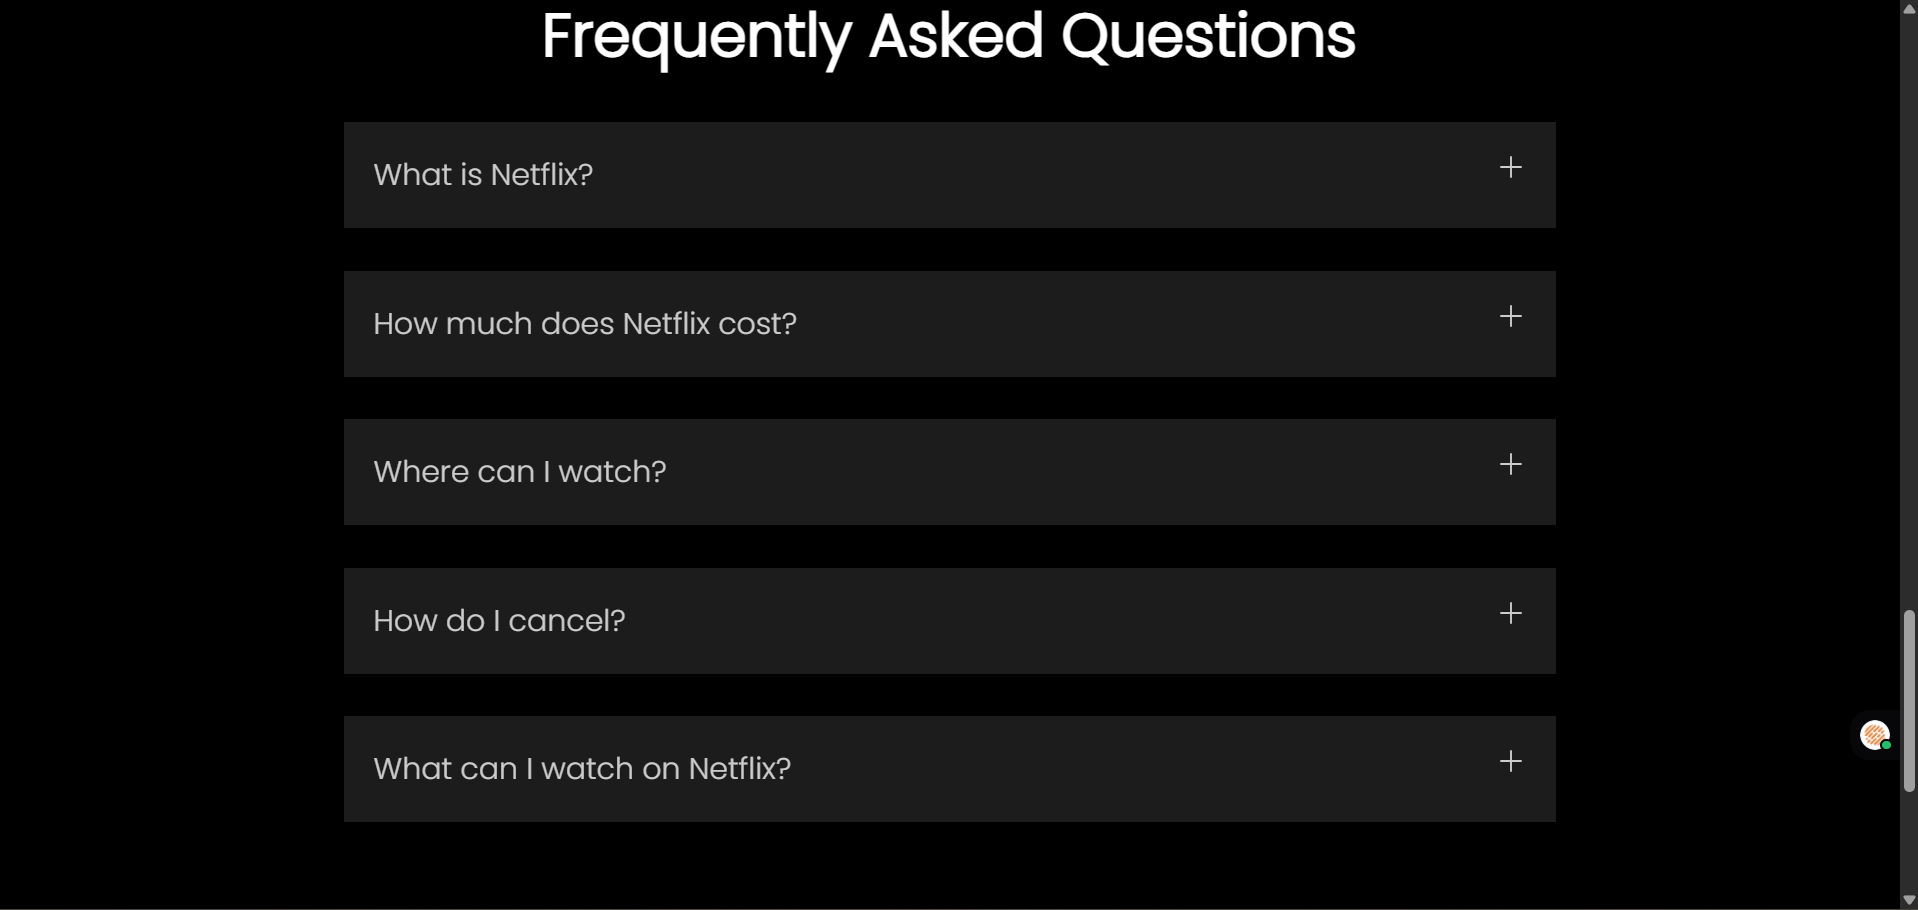 Frequently Asked Questions
What is Netflix?
How much does Netflix cost?
Where can I watch?
How do I cancel?
What can I watch on Netflix?